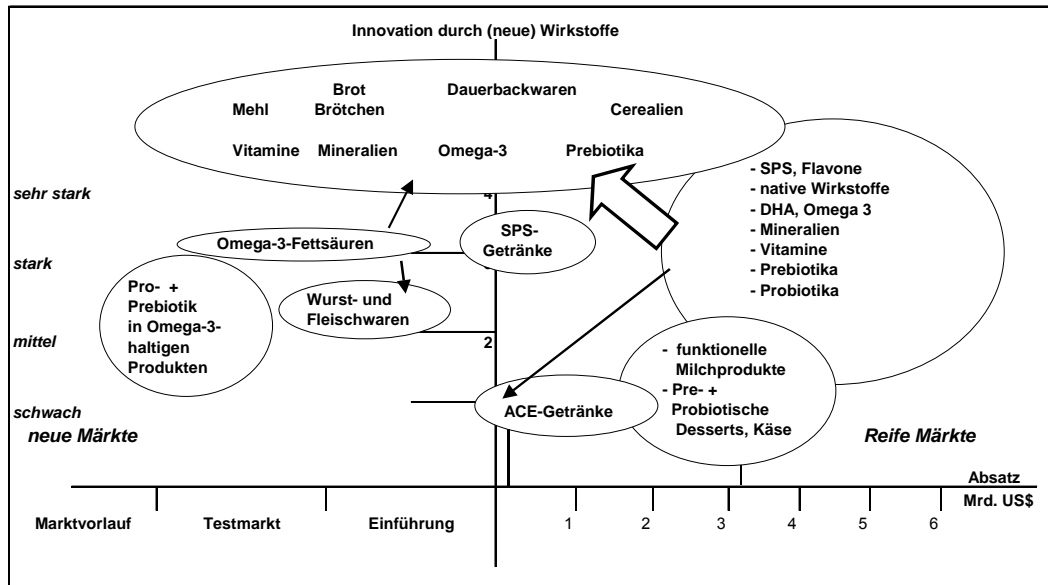 Innovation durch (neue) Wirkstoffe
Brot
Brötchen
Mehl
Dauerbackwaren
Cerealien
Vitamine
Mineralien
Omega-3
Prebiotika
sehr stark
4
stark
mittel
2
schwach
Omega-3-Fettsäuren
SPS-
Getränke
Pro- +
Prebiotik
in Omega-3-
haltigen
Produkten
Wurst- und
Fleischwaren
- SPS, Flavone
- native Wirkstoffe
- DHA, Omega 3
- Mineralien
- Vitamine
- Prebiotika
- Probiotika
- funktionelle
Milchprodukte
- Pre- +
Probiotische
Desserts, Käse
ACE-Getränke
neue Märkte
Reife Märkte
Absatz
Mrd. US$
Marktvorlauf
Testmarkt
Einführung
1
2
3
4
5
6